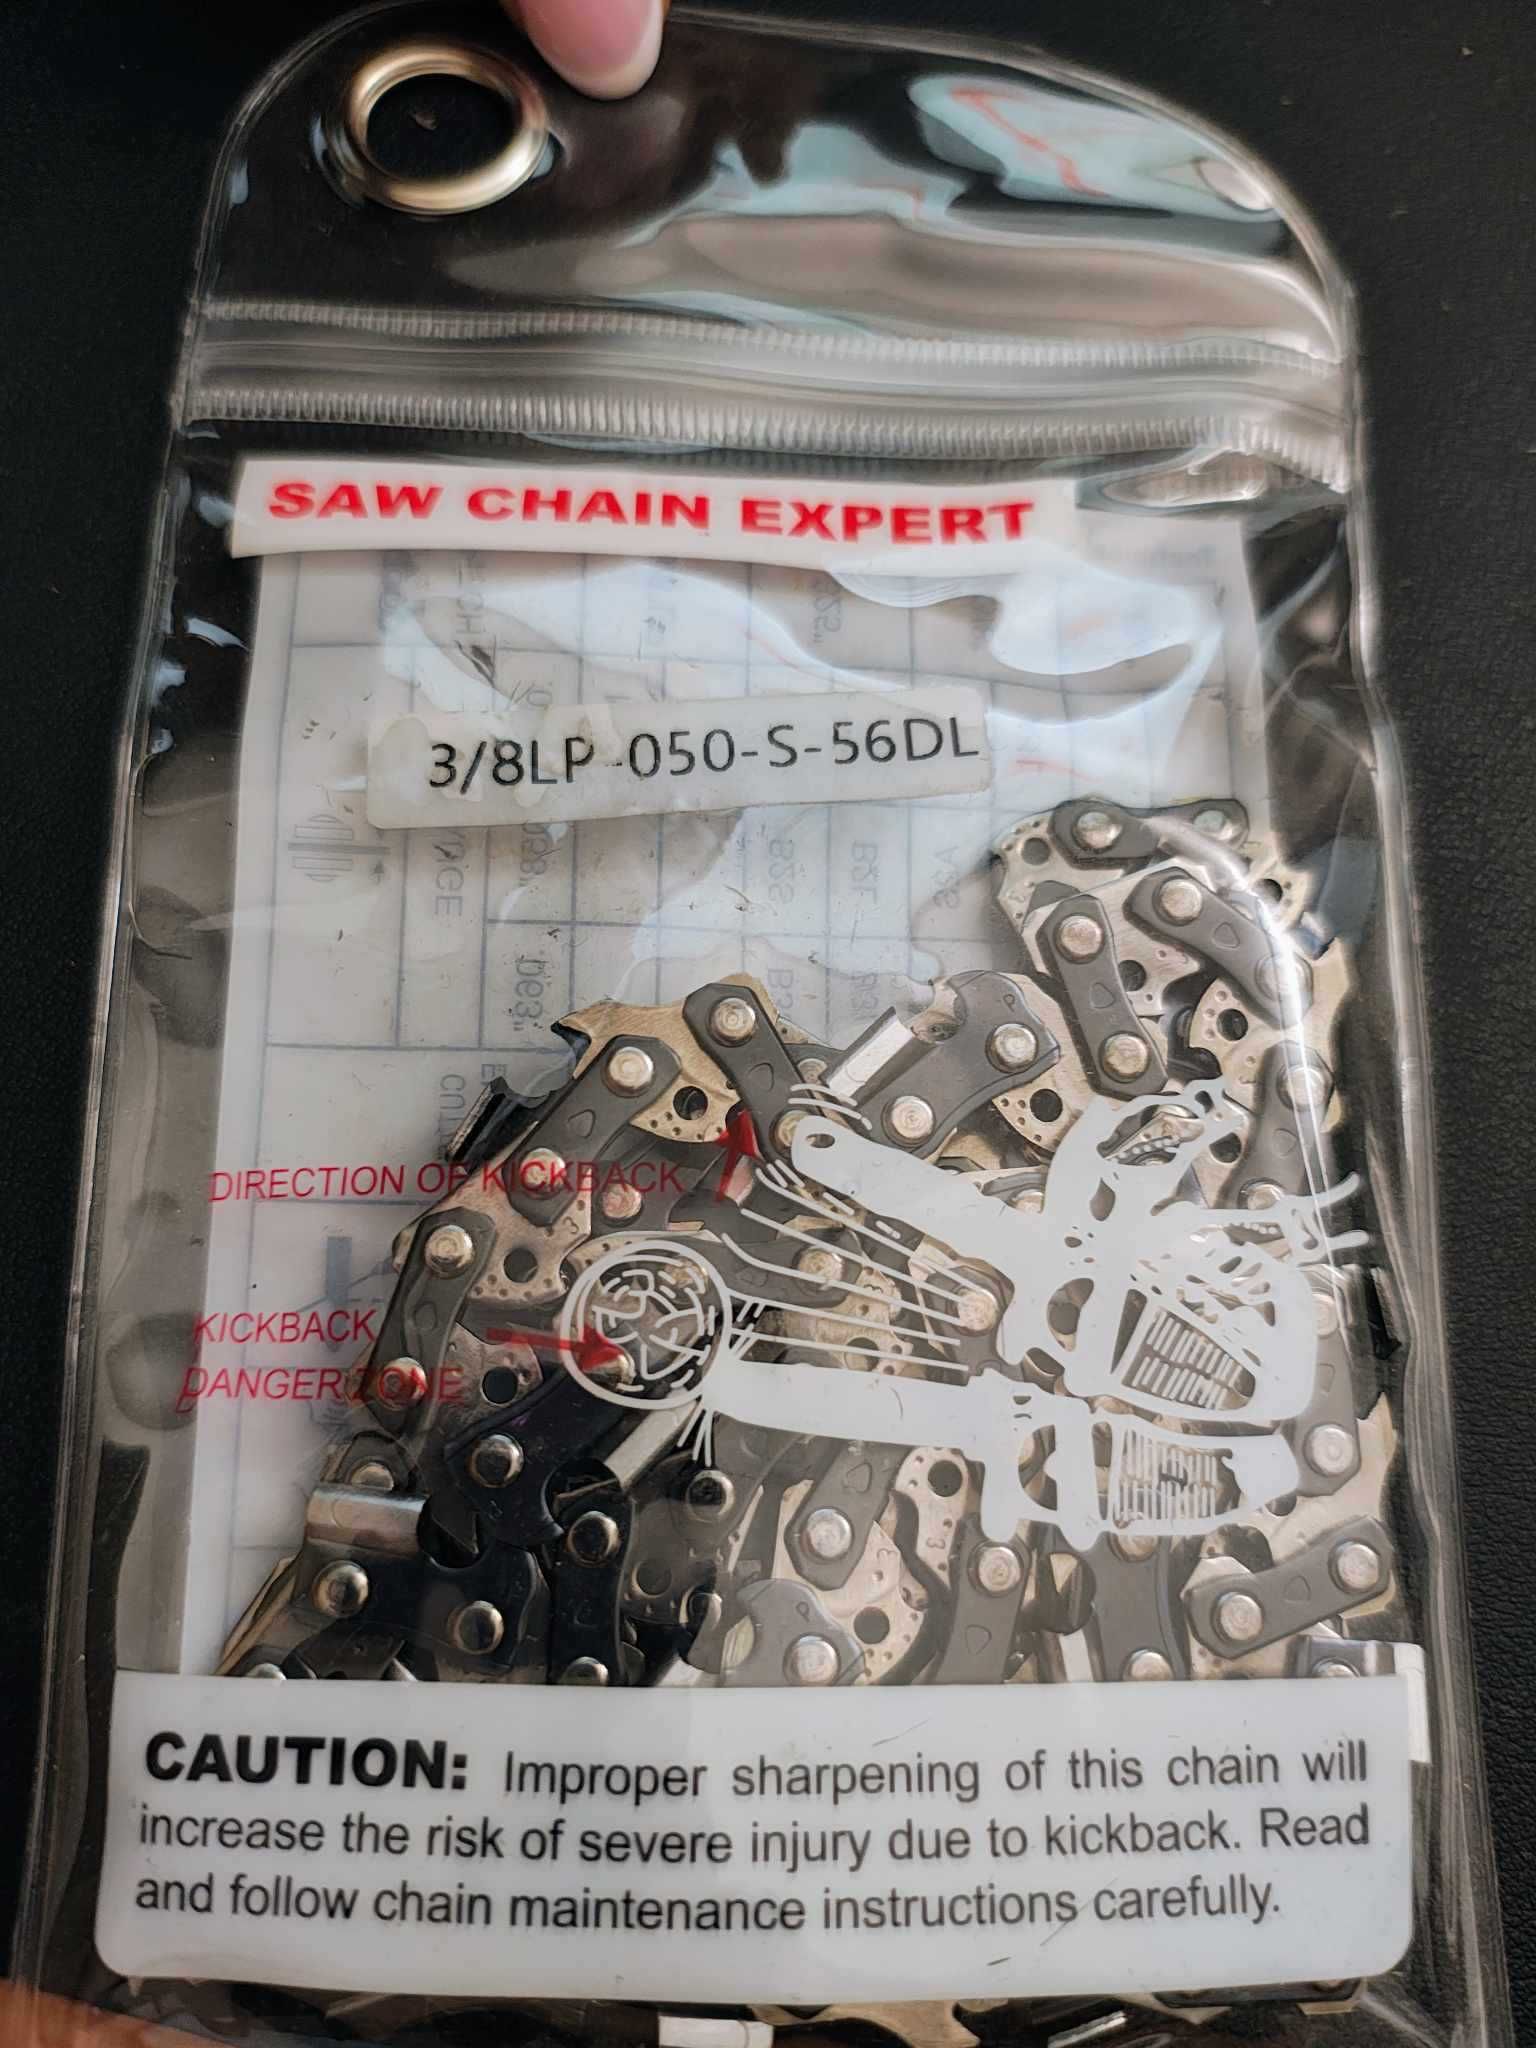 SAW CHAIN EXPERT
3/8LP-050-S-56DL
DIRECTION OF KICKBACK
KICKBACK
DANGER ZONE
CAUTION: Improper sharpening of this chain will
increase the risk of severe injury due to kickback. Read
and follow chain maintenance instructions carefully.